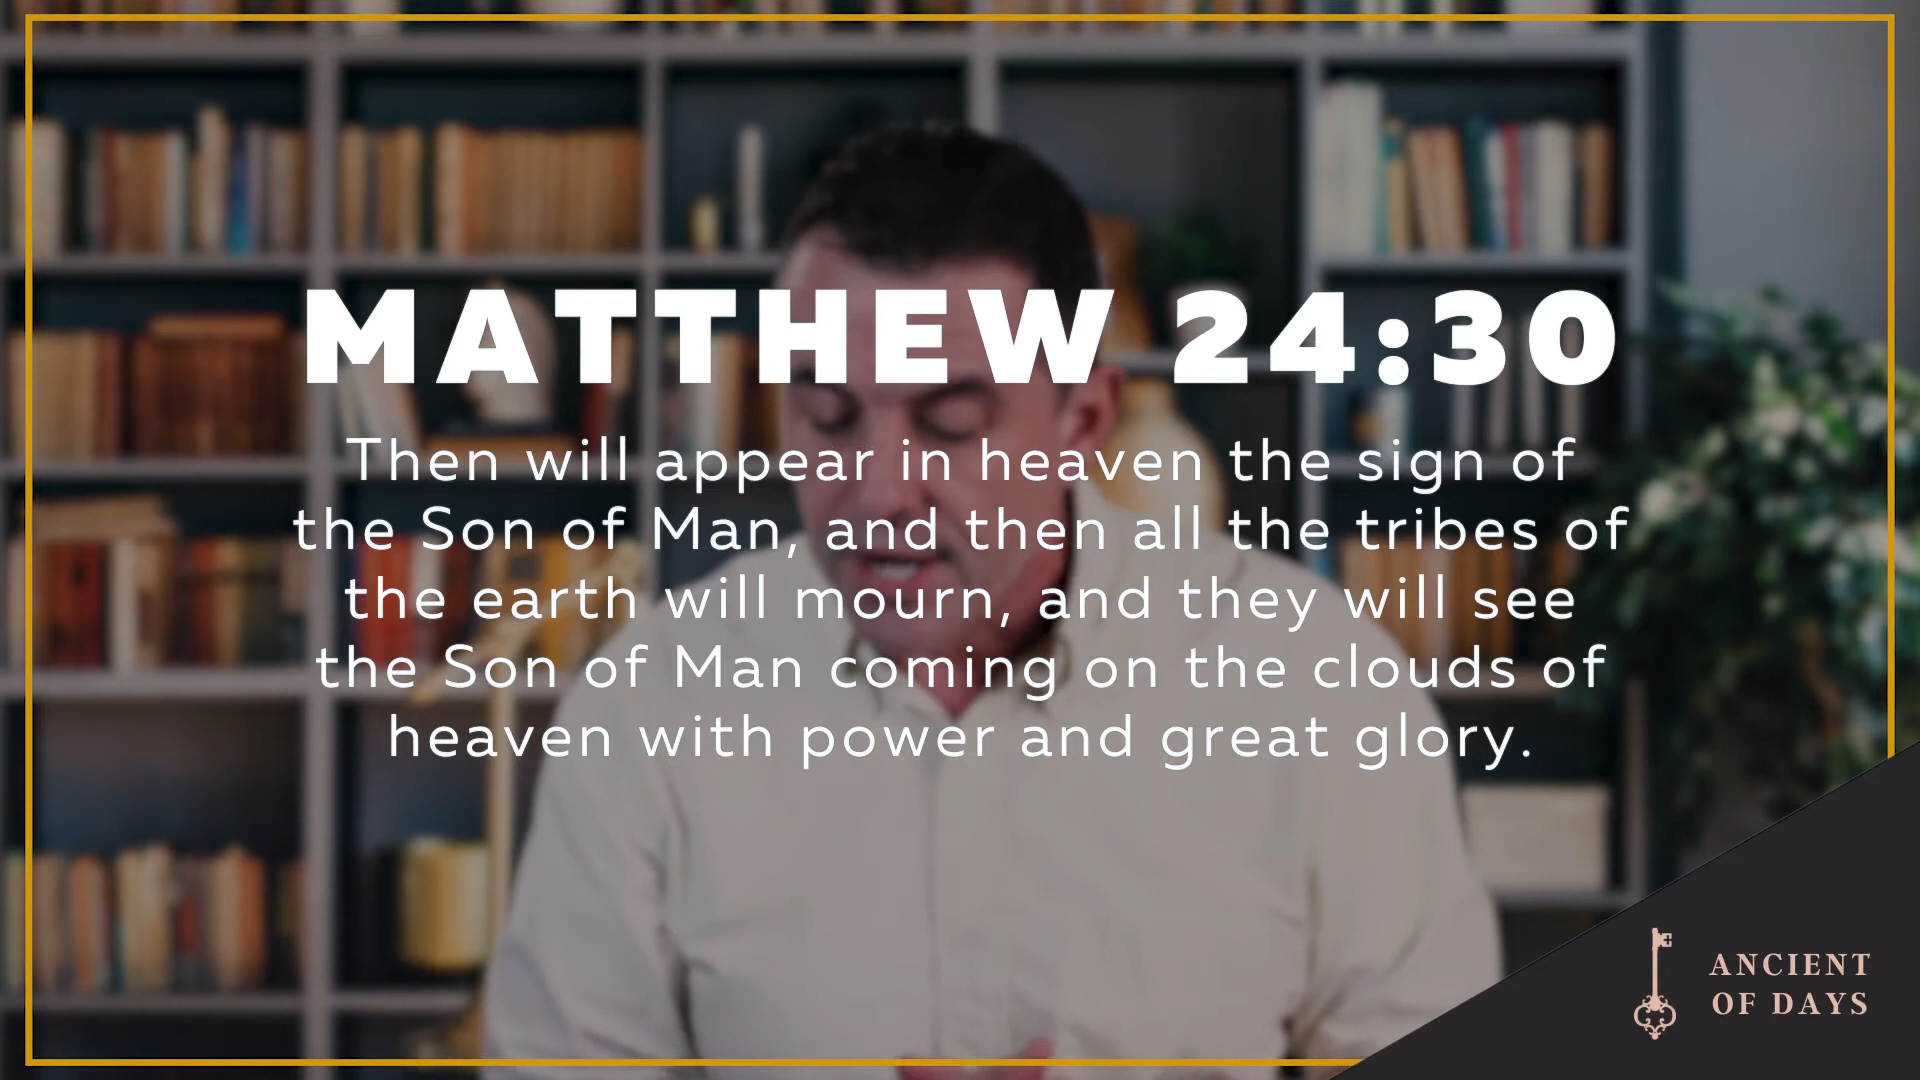 MATTHEW 24:30
Then will appear in heaven the sign of
the Son of Man, and then all the tribes of
the earth will mourn, and they will see
the Son of Man coming on the clouds of
heaven with power and great glory.
ANCIENT
OF DAYS